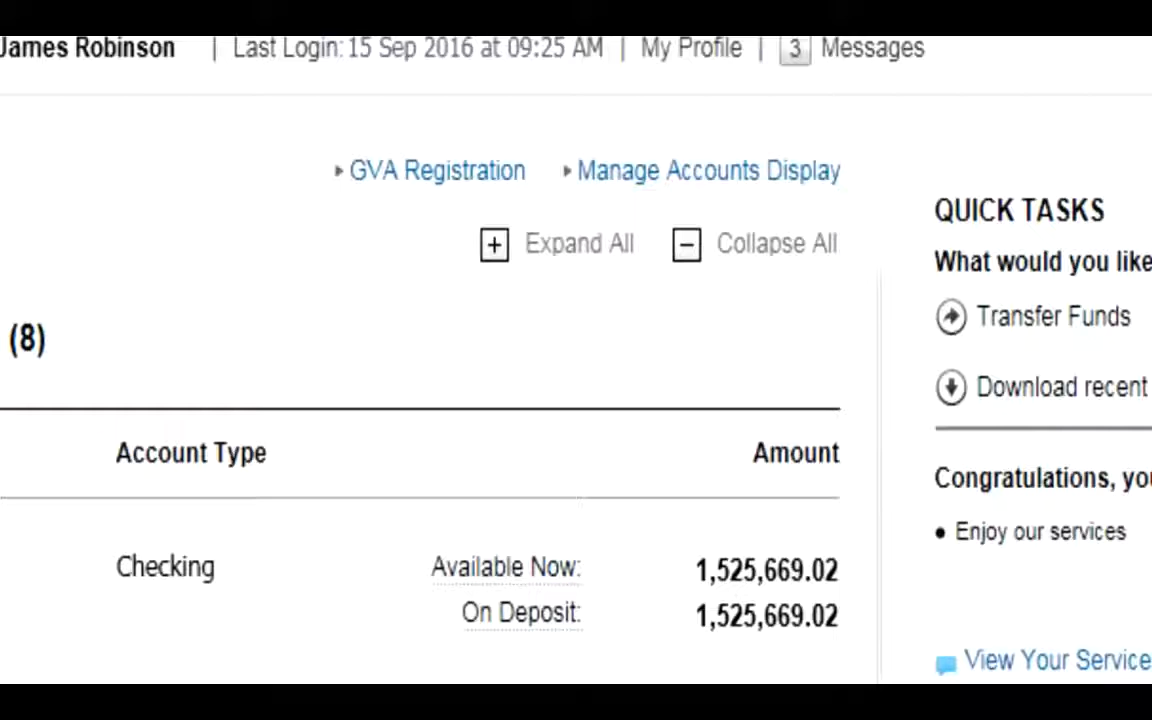 James Robinson | Last Login: 15 Sep 2016 at 09:25 AM | My Profile | 3 Messages
GVA Registration Manage Accounts Display
Expand All Collapse All
(8)
Account Type Amount
Checking Available Now: 1,525,669.02
On Deposit: 1,525,669.02
QUICK TASKS
What would you like
Transfer Funds
Download recent
Congratulations, you
• Enjoy our services
View Your Service